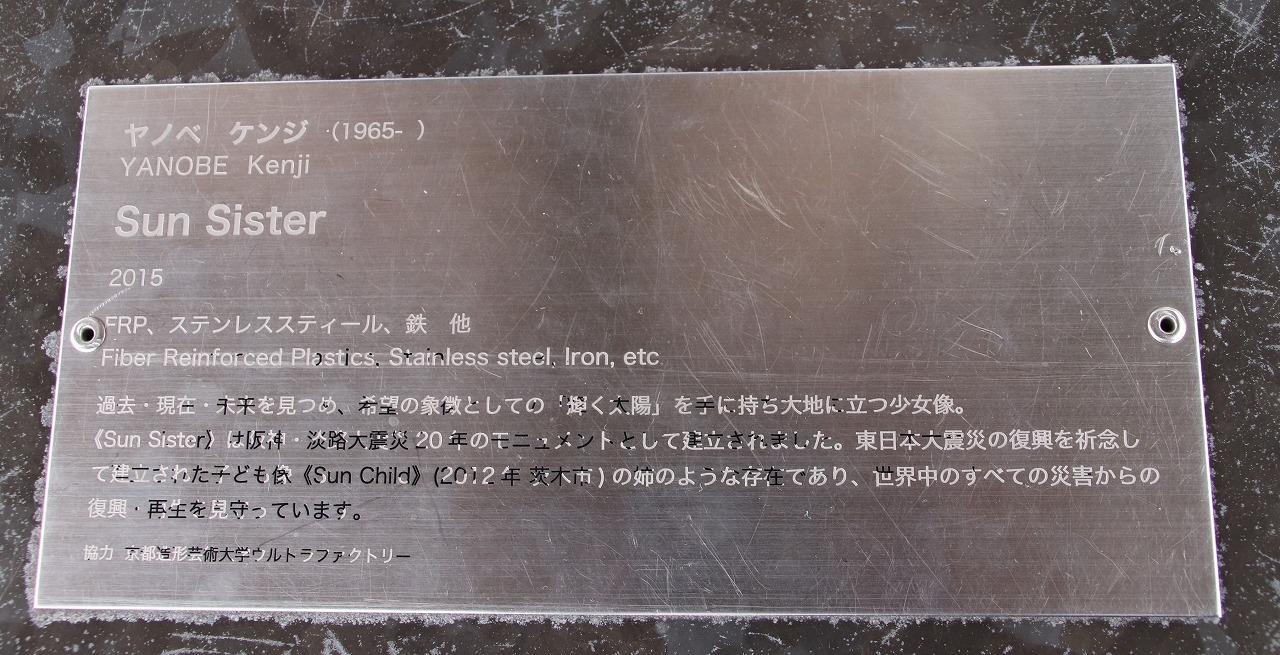 ヤノベ ケンジ (1965- )
YANOBE Kenji
Sun Sister
2015
FRP、ステンレススティール、鉄 他
Fiber Reinforced Plastics, Stainless steel, Iron, etc
過去・現在・未来を見つめ、希望の象徴としての「輝く太陽」を手に持ち大地に立つ少女像。
《Sun Sister》は阪神・淡路大震災20年のモニュメントとして建立されました。東日本大震災の復興を祈念し
て建立された子ども像《Sun Child》(2012年 茨木市)の姉のような存在であり、世界中のすべての災害からの
復興・再生を見守っています。
協力 京都造形芸術大学ウルトラファクトリー